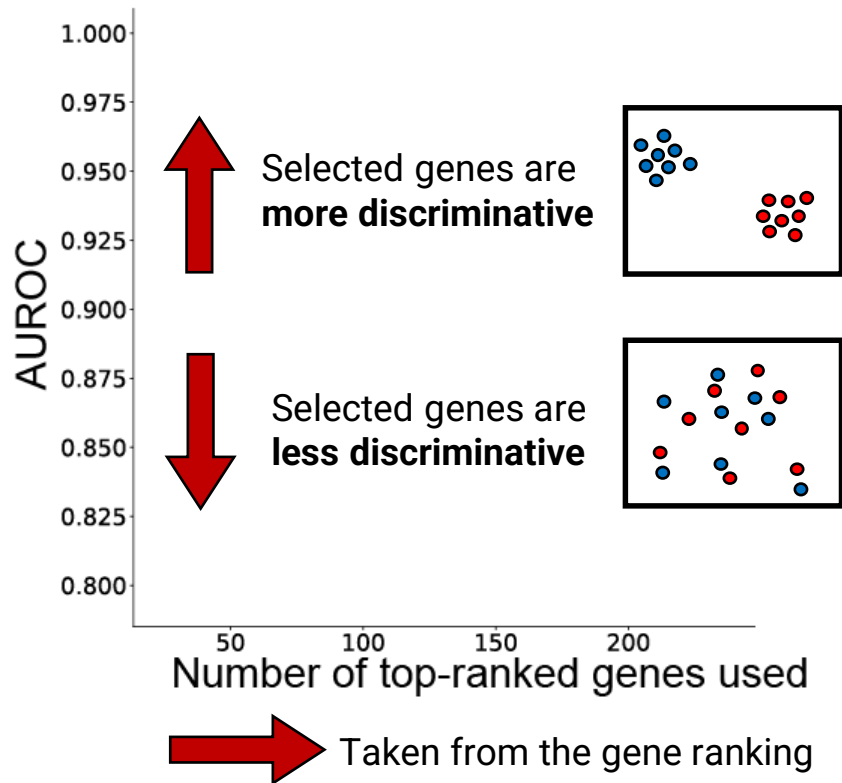 AUROC
1.000
0.975
0.950
0.925
0.900
0.875
0.850
0.825
0.800
Selected genes are
more discriminative
Selected genes are
less discriminative
50 100 150 200
Number of top-ranked genes used
Taken from the gene ranking